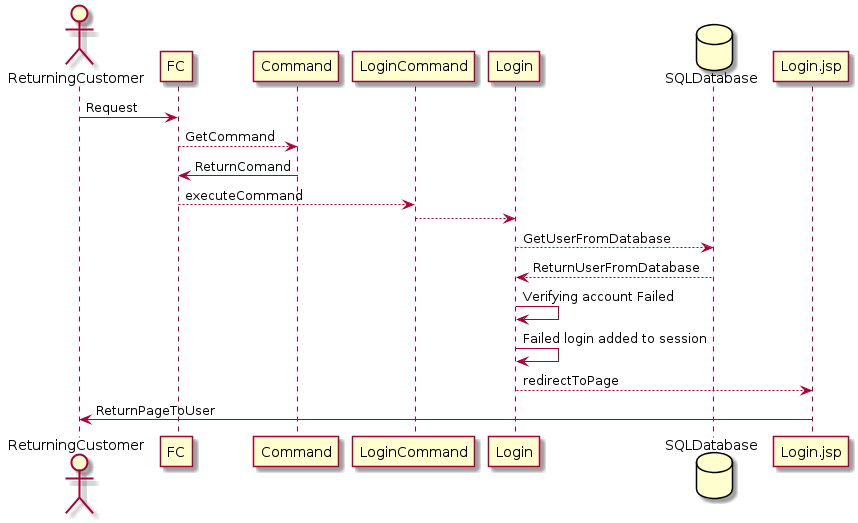 ReturningCustomer
FC
Command
LoginCommand
Login
SQLDatabase
Login.jsp
Request
GetCommand
ReturnComand
executeCommand
GetUserFromDatabase
ReturnUserFromDatabase
Verifying account Failed
Failed login added to session
redirectToPage
ReturnPageToUser
ReturningCustomer
FC
Command
LoginCommand
Login
SQLDatabase
Login.jsp